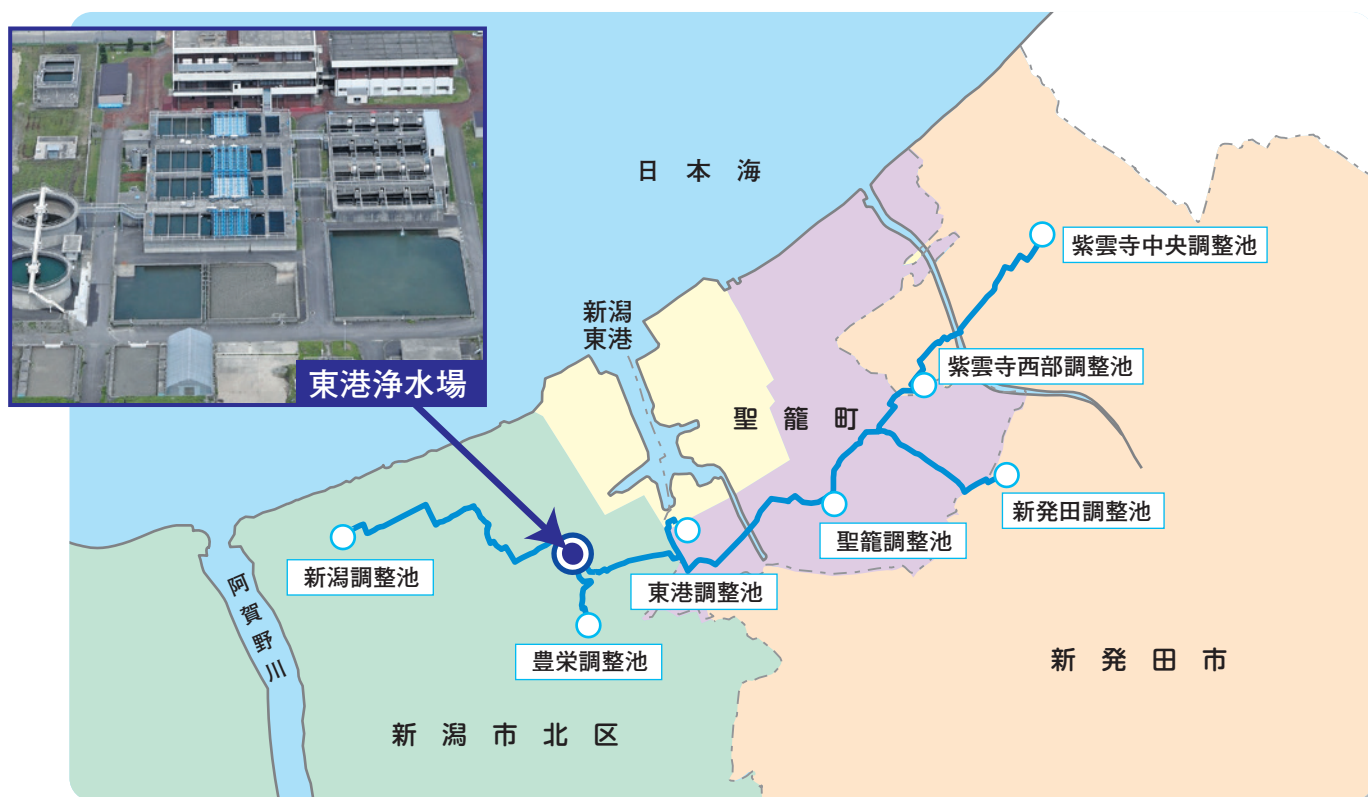 日本海
紫雲寺中央調整池
新潟
東港
紫雲寺西部調整池
東港浄水場
聖籠町
新発田調整池
聖籠調整池
新潟調整池
東港調整池
阿賀野川
豊栄調整池
新発田市
新潟市北区